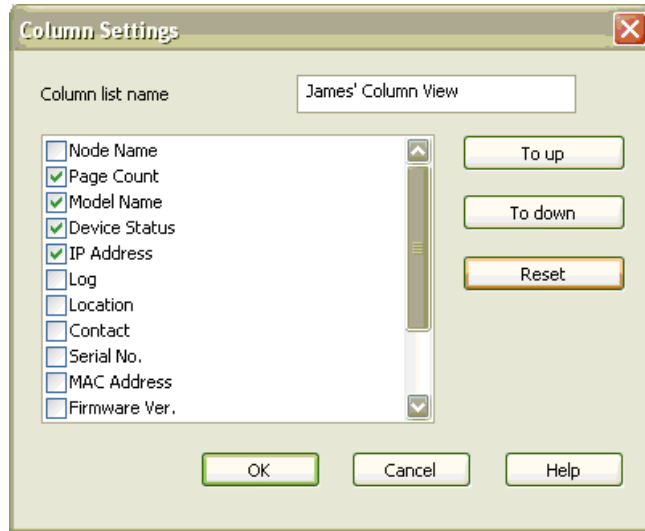 Column Settings
Column list name
James' Column View
Node Name
Page Count
Model Name
Device Status
IP Address
Log
Location
Contact
Serial No.
MAC Address
Firmware Ver.
To up
To down
Reset
OK
Cancel
Help